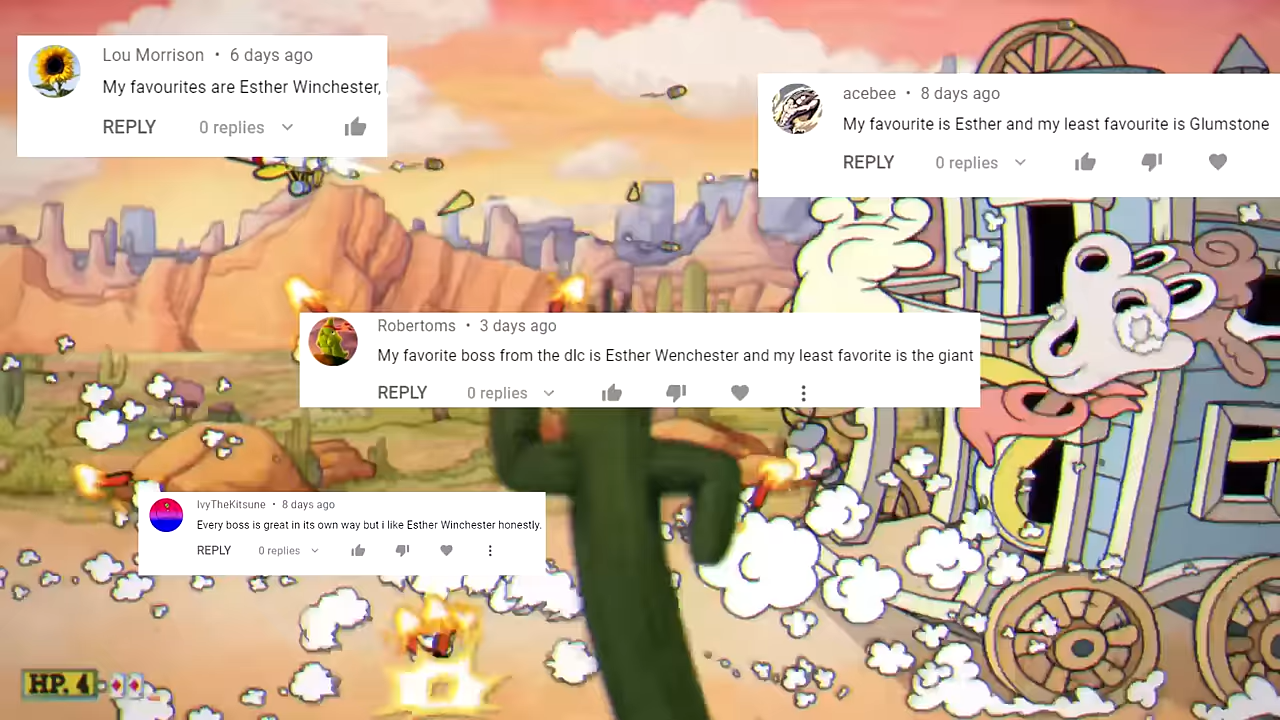 Lou Morrison • 6 days ago
My favourites are Esther Winchester,
REPLY 0 replies
acebee • 8 days ago
My favourite is Esther and my least favourite is Glumstone
REPLY 0 replies
Robertoms • 3 days ago
My favorite boss from the dlc is Esther Wenchester and my least favorite is the giant
REPLY 0 replies
IvyTheKitsune • 8 days ago
Every boss is great in its own way but i like Esther Winchester honestly.
REPLY 0 replies
HP. 4